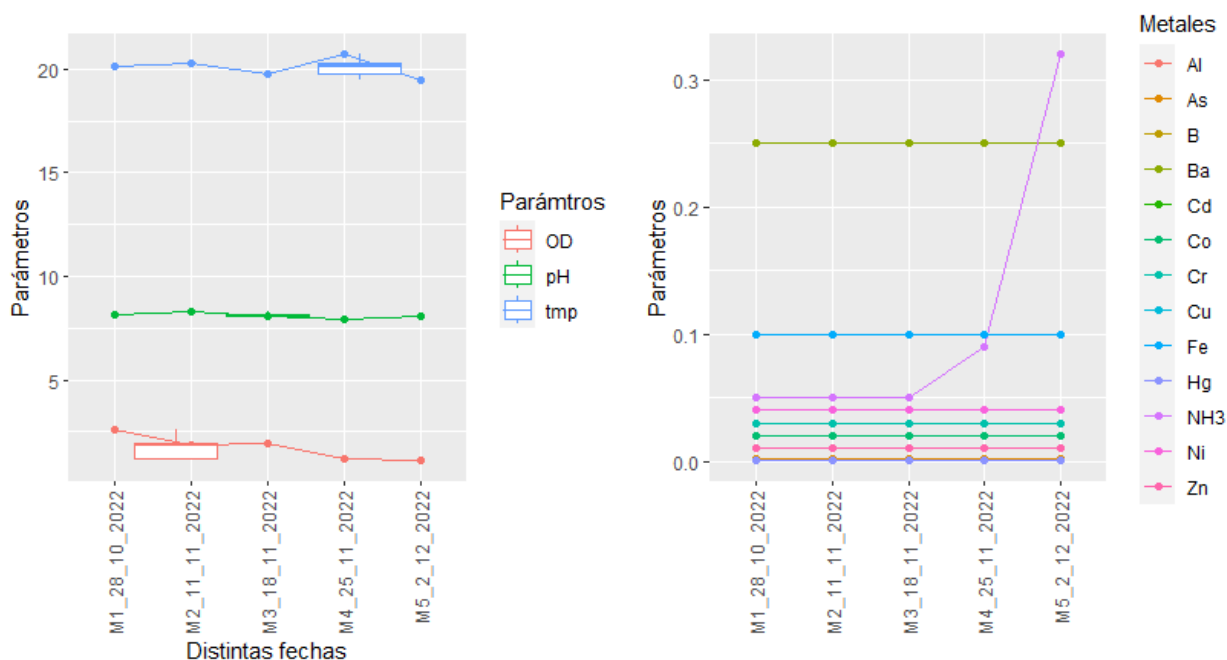 20
15
10
5
Parámetros
M1_28_10_2022
M2_11_11_2022
M3_18_11_2022
M4_25_11_2022
M5_2_12_2022
Distintas fechas
Parámtros
OD
pH
tmp
0.3
0.2
0.1
0.0
Parámetros
M1_28_10_2022
M2_11_11_2022
M3_18_11_2022
M4_25_11_2022
M5_2_12_2022
Metales
Al
As
B
Ba
Cd
Co
Cr
Cu
Fe
Hg
NH3
Ni
Zn